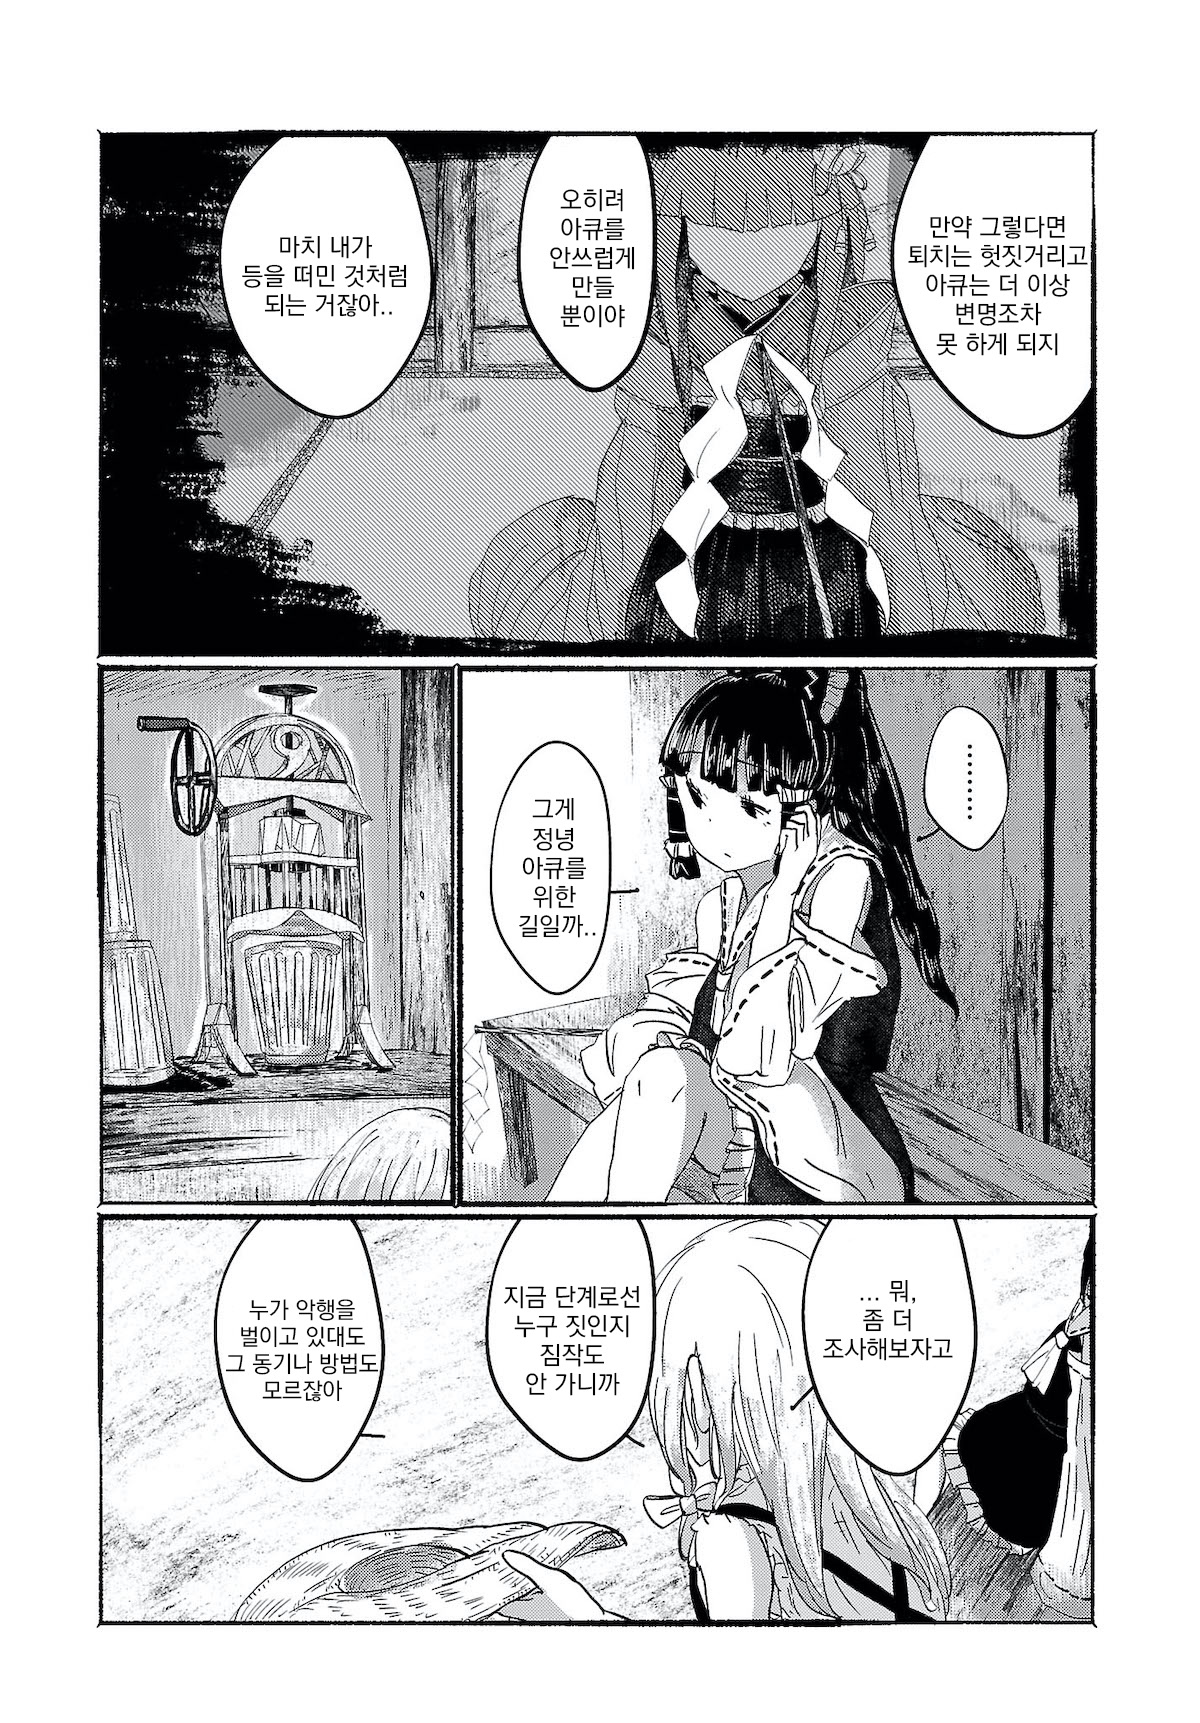 만약 그렇다면
퇴치는 헛짓거리고
아큐는 더 이상
변명조차
못 하게 되지
오히려
아큐를
안쓰럽게
만들
뿐이야
마치 내가
등을 떠민 것처럼
되는 거잖아..
………
그게
정녕
아큐를
위한
길일까..
9
... 뭐,
좀 더
조사해보자고
지금 단계로선
누구 짓인지
짐작도
안 가니까
누가 악행을
벌이고 있대도
그 동기나 방법도
모르잖아